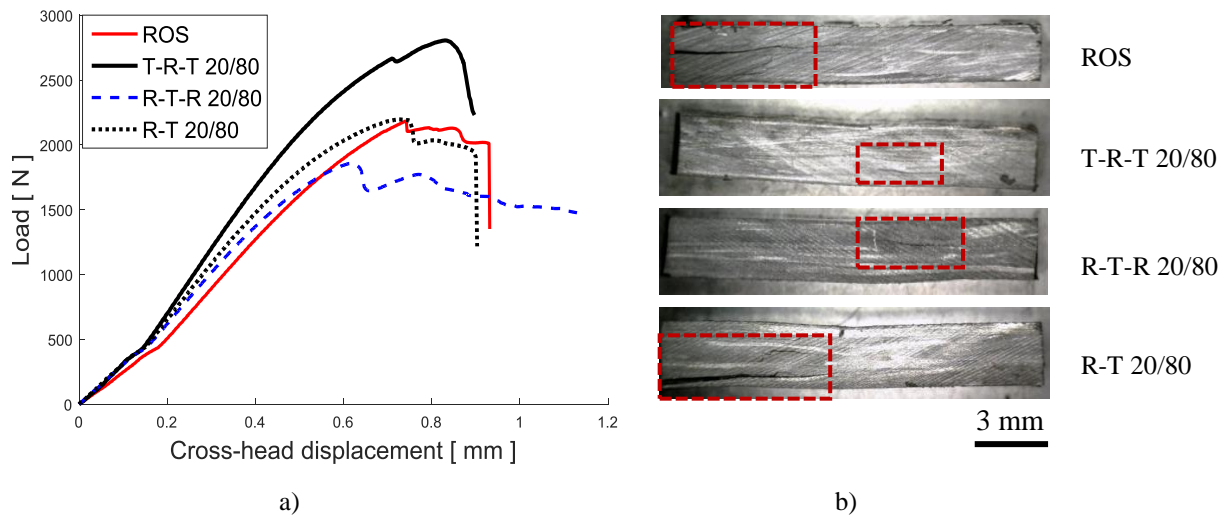 3000
2500
2000
1500
1000
500
0
Load [ N ]
ROS
T-R-T 20/80
R-T-R 20/80
R-T 20/80
0 0.2 0.4 0.6 0.8 1 1.2
Cross-head displacement [ mm ]
a)
ROS
T-R-T 20/80
R-T-R 20/80
R-T 20/80
3 mm
b)